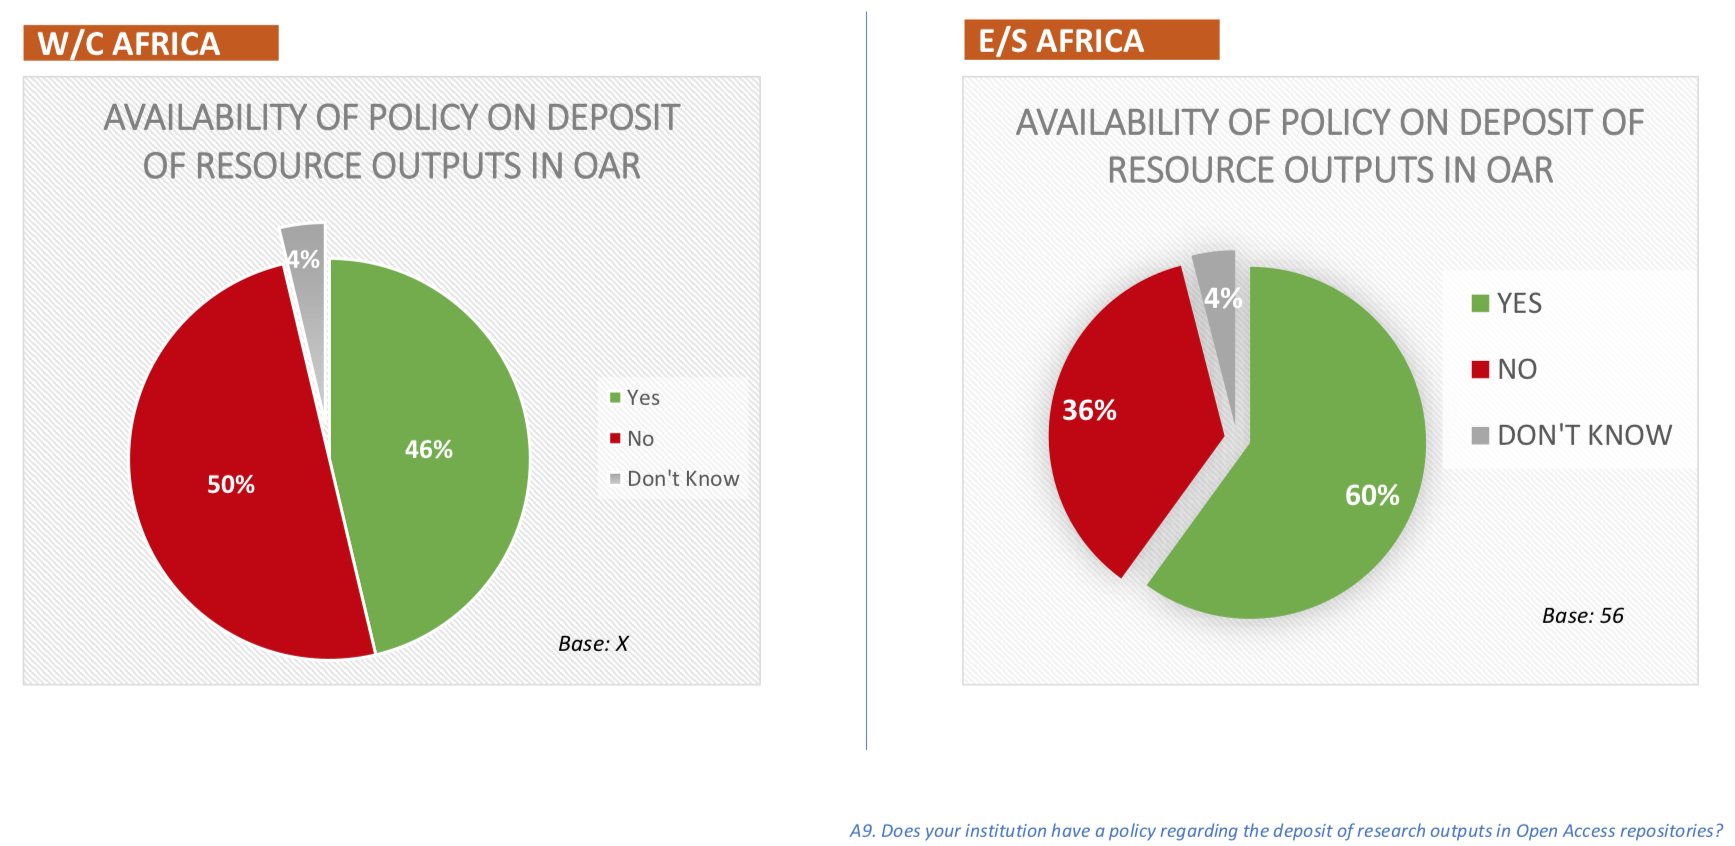 W/C AFRICA
AVAILABILITY OF POLICY ON DEPOSIT
OF RESOURCE OUTPUTS IN OAR
4%
46%
50%
Yes
No
Don't Know
Base: X
E/S AFRICA
AVAILABILITY OF POLICY ON DEPOSIT OF
RESOURCE OUTPUTS IN OAR
4%
36%
60%
YES
NO
DON'T KNOW
Base: 56
A9. Does your institution have a policy regarding the deposit of research outputs in Open Access repositories?